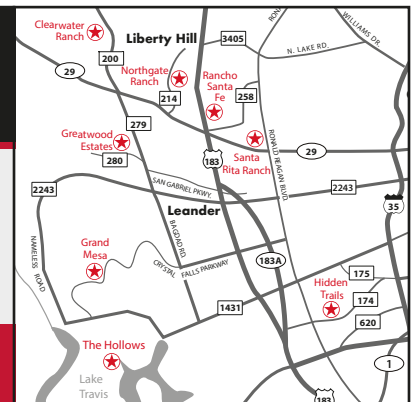 Clearwater
Ranch
Liberty Hill
3405
RON
WILLIAMS DR.
N. LAKE RD.
200
29
Northgate
Ranch
Rancho
Santa
Fe
214
258
279
Greatwood
Estates
280
183
Santa
Rita Ranch
29
RONALD REAGAN BLVD.
2243
SAN GABRIEL PKWY.
2243
35
Leander
BAGDAD RD.
NAMELESS ROAD
Grand
Mesa
CRYSTAL FALLS PARKWAY
183A
175
Hidden
Trails
174
1431
620
The Hollows
1
Lake
Travis
183